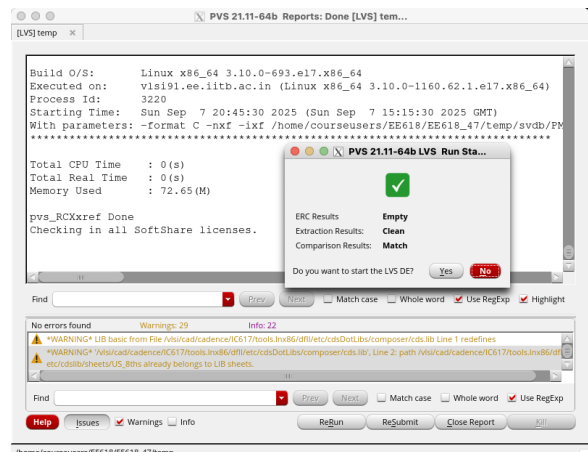 PVS 21.11-64b Reports: Done [LVS] tem...
[LVS] temp ×
Build O/S: Linux x86_64 3.10.0-693.el7.x86_64
Executed on: vlsi91.ee.iitb.ac.in (Linux x86_64 3.10.0-1160.62.1.el7.x86_64)
Process Id: 3220
Starting Time: Sun Sep 7 20:45:30 2025 (Sun Sep 7 15:15:30 2025 GMT)
With parameters: -format C -nxf -ixf /home/courseusers/EE618/EE618_47/temp/svdb/PM
********************************************************************************
Total CPU Time : 0(s)
Total Real Time : 0(s)
Memory Used : 72.65(M)
pvs_RCXxref Done
Checking in all SoftShare licenses.
PVS 21.11-64b LVS Run Sta...
ERC Results Empty
Extraction Results: Clean
Comparison Results: Match
Do you want to start the LVS DE? Yes No
Find Prev Next Match case Whole word Use RegExp Highlight
No errors found Warnings: 29 Info: 22
*WARNING* LIB basic from File /vlsi/cad/cadence/IC617/tools.lnx86/dfII/etc/cdsDotLibs/composer/cds.lib Line 1 redefines
*WARNING* '/vlsi/cad/cadence/IC617/tools.lnx86/dfII/etc/cdsDotLibs/composer/cds.lib', Line 2: path /vlsi/cad/cadence/IC617/tools.lnx86/df
etc/cdslib/sheets/US_8ths already belongs to LIB sheets.
Find Prev Next Match case Whole word Use RegExp
Help Issues Warnings Info ReRun ReSubmit Close Report Kill
/home/courseusers/EE618/EE618_47/temp